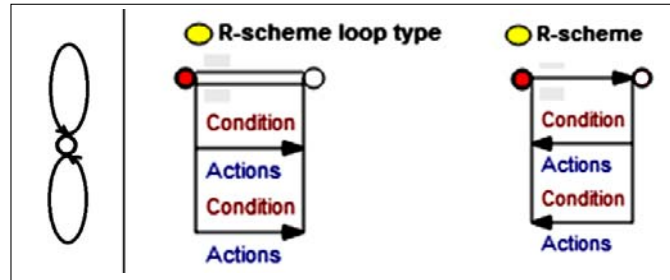 R-scheme loop type
Condition
Actions
Condition
Actions
R-scheme
Condition
Actions
Condition
Actions